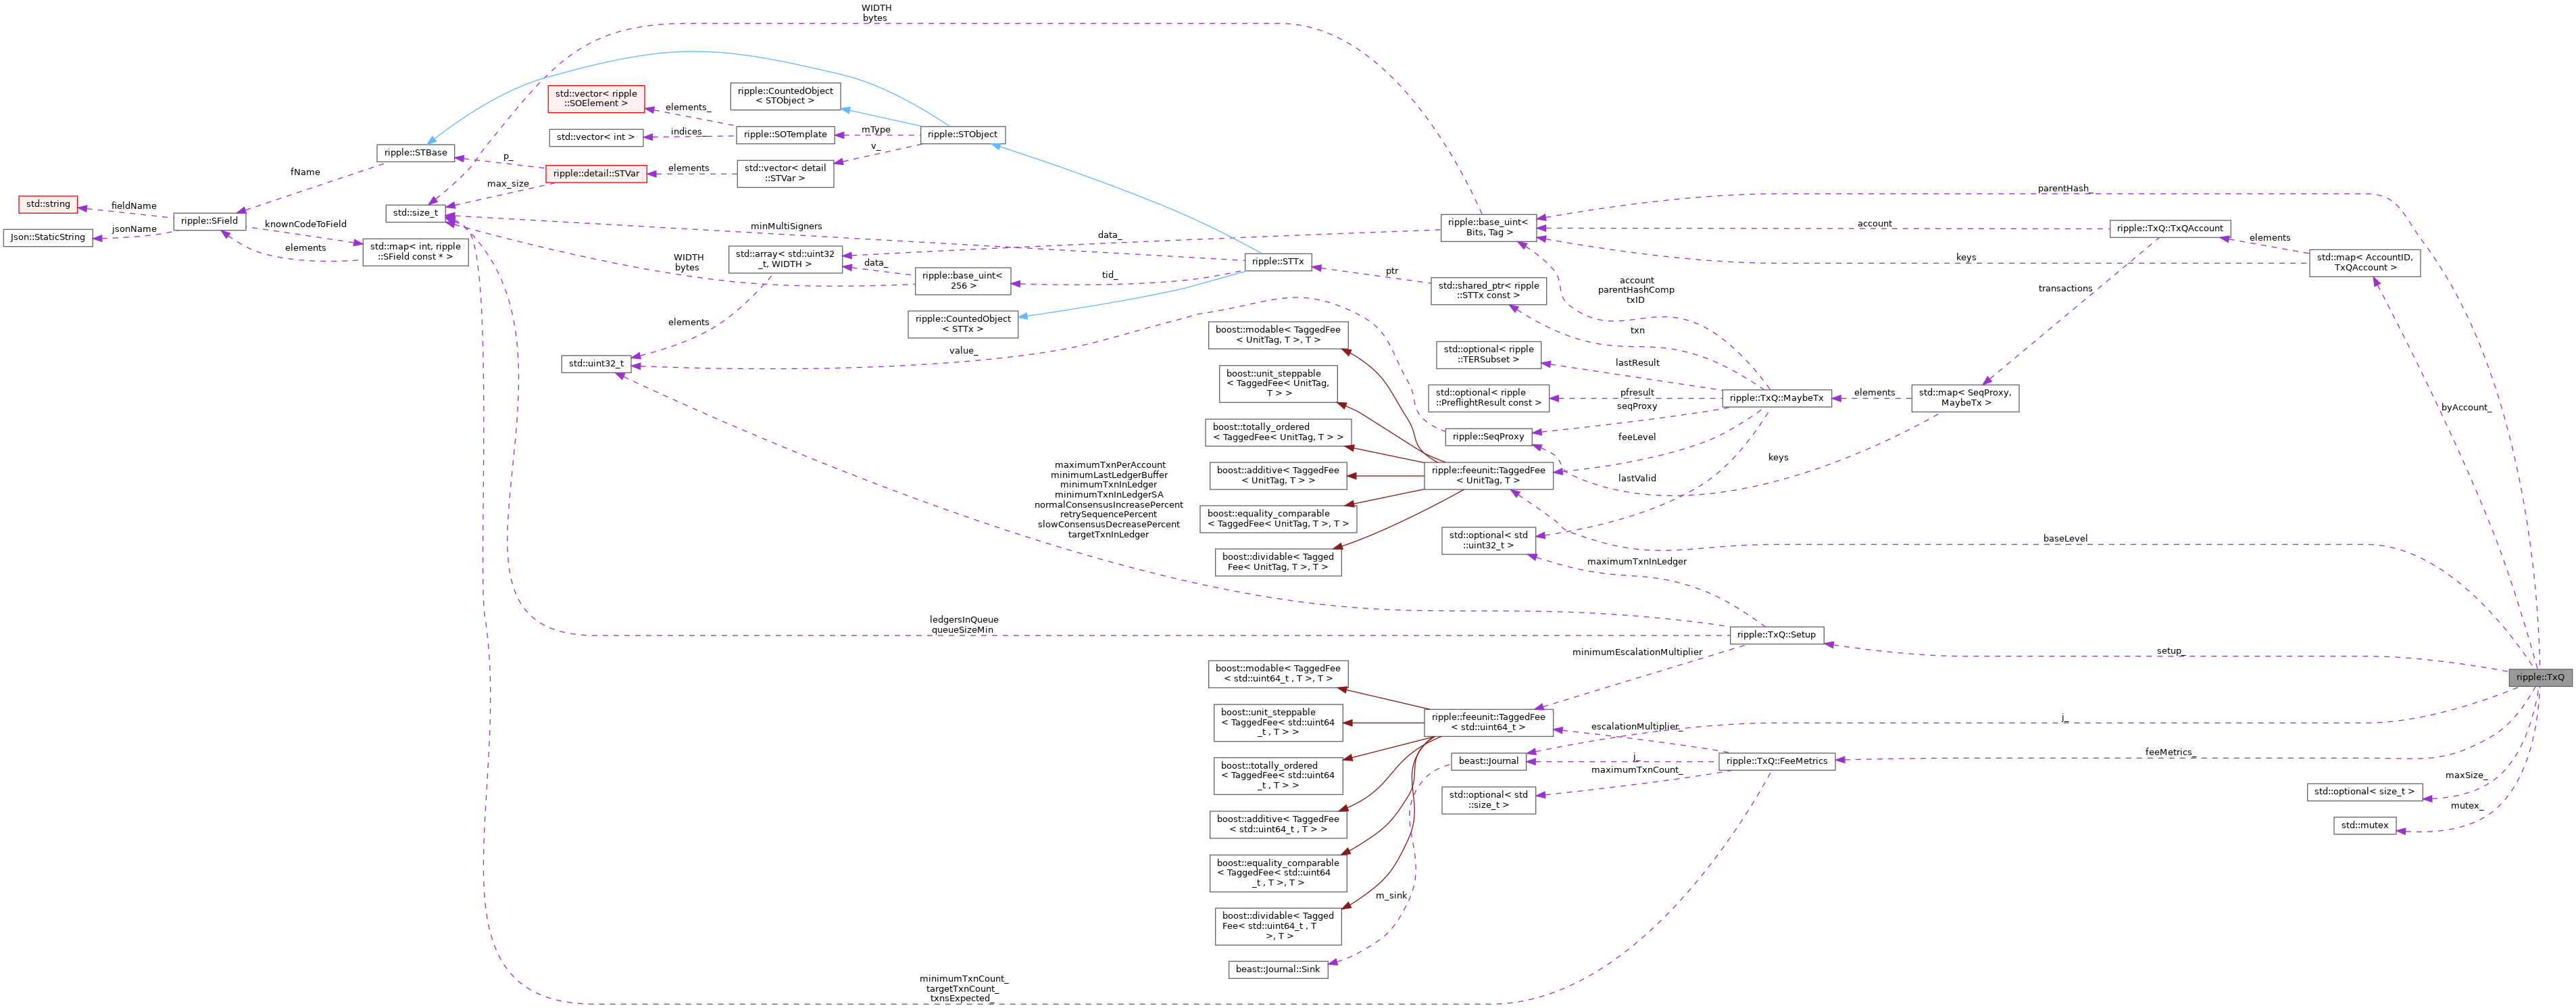 WIDTH
bytes
std::vector< ripple
::SOElement >
elements_
ripple::CountedObject
< STObject >
std::vector< int >
indices_
ripple::SOTemplate
mType
ripple::STObject
v_
ripple::STBase
p_
ripple::detail::STVar
elements
std::vector< detail
::STVar >
fName
max_size
std::string
fieldName
Json::StaticString
jsonName
ripple::SField
knownCodeToField
elements
std::size_t
std::map< int, ripple
::SField const * >
minMultiSigners
WIDTH
bytes
std::array< std::uint32
_t, WIDTH >
data_
data_
ripple::base_uint<
256 >
tid_
ripple::STTx
ripple::CountedObject
< STTx >
elements
value_
std::uint32_t
ptr
std::shared_ptr< ripple
::STTx const >
ripple::base_uint<
Bits, Tag >
parentHash_
account
keys
ripple::TxQ::TxQAccount
elements
std::map< AccountID,
TxQAccount >
transactions
account
parentHashComp
txID
txn
std::optional< ripple
::TERSubset >
lastResult
std::optional< ripple
::PreflightResult const >
pfresult
seqProxy
ripple::SeqProxy
feeLevel
ripple::TxQ::MaybeTx
elements
std::map< SeqProxy,
MaybeTx >
byAccount_
keys
lastValid
boost::modable< TaggedFee
< UnitTag, T >, T >
boost::unit_steppable
< TaggedFee< UnitTag,
T > >
boost::totally_ordered
< TaggedFee< UnitTag, T > >
boost::additive< TaggedFee
< UnitTag, T > >
boost::equality_comparable
< TaggedFee< UnitTag, T >, T >
boost::dividable< Tagged
Fee< UnitTag, T >, T >
ripple::feeunit::TaggedFee
< UnitTag, T >
std::optional< std
::uint32_t >
baseLevel
maximumTxnInLedger
maximumTxnPerAccount
minimumLastLedgerBuffer
minimumTxnInLedger
minimumTxnInLedgerSA
normalConsensusIncreasePercent
retrySequencePercent
slowConsensusDecreasePercent
targetTxnInLedger
ledgersInQueue
queueSizeMin
ripple::TxQ::Setup
setup_
minimumEscalationMultiplier
ripple::TxQ
boost::modable< TaggedFee
< std::uint64_t , T >, T >
boost::unit_steppable
< TaggedFee< std::uint64
_t , T > >
boost::totally_ordered
< TaggedFee< std::uint64
_t , T > >
boost::additive< TaggedFee
< std::uint64_t , T > >
boost::equality_comparable
< TaggedFee< std::uint64
_t , T >, T >
boost::dividable< Tagged
Fee< std::uint64_t , T
>, T >
ripple::feeunit::TaggedFee
< std::uint64_t >
escalationMultiplier_
j_
beast::Journal
j_
maximumTxnCount_
ripple::TxQ::FeeMetrics
feeMetrics_
std::optional< std
::size_t >
m_sink
beast::Journal::Sink
maxSize_
std::optional< size_t >
mutex_
std::mutex
minimumTxnCount_
targetTxnCount_
txnsExpected_